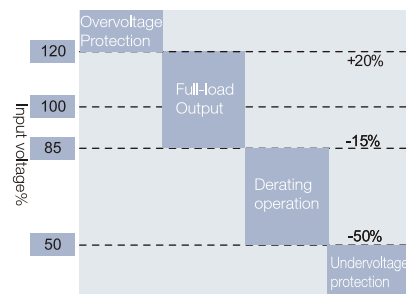 Overvoltage
Protection
120
+20%
Full-load
Output
100
Input voltage%
85
-15%
Derating
operation
50
-50%
Undervoltage
protection